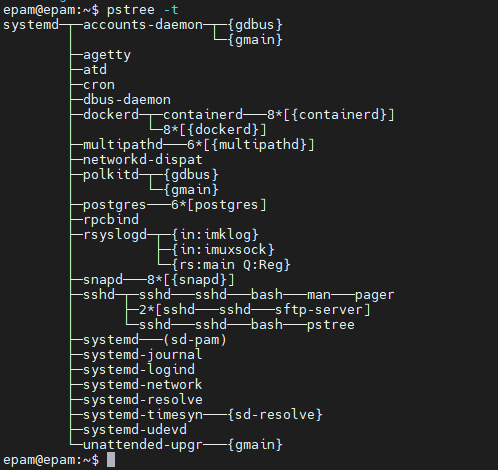 epam@epam:~$ pstree -t
systemd─┬─accounts-daemon─┬─{gdbus}
        │                 └─{gmain}
        ├─agetty
        ├─atd
        ├─cron
        ├─dbus-daemon
        ├─dockerd─┬─containerd───8*[{containerd}]
        │         └─8*[{dockerd}]
        ├─multipathd───6*[{multipathd}]
        ├─networkd-dispat
        ├─polkitd─┬─{gdbus}
        │         └─{gmain}
        ├─postgres───6*[postgres]
        ├─rpcbind
        ├─rsyslogd─┬─{in:imklog}
        │          ├─{in:imuxsock}
        │          └─{rs:main Q:Reg}
        ├─snapd───8*[{snapd}]
        ├─sshd─┬─sshd───sshd───bash───man───pager
        │      ├─2*[sshd───sshd───sftp-server]
        │      └─sshd───sshd───bash───pstree
        ├─systemd───(sd-pam)
        ├─systemd-journal
        ├─systemd-logind
        ├─systemd-network
        ├─systemd-resolve
        ├─systemd-timesyn───{sd-resolve}
        ├─systemd-udevd
        └─unattended-upgr───{gmain}
epam@epam:~$